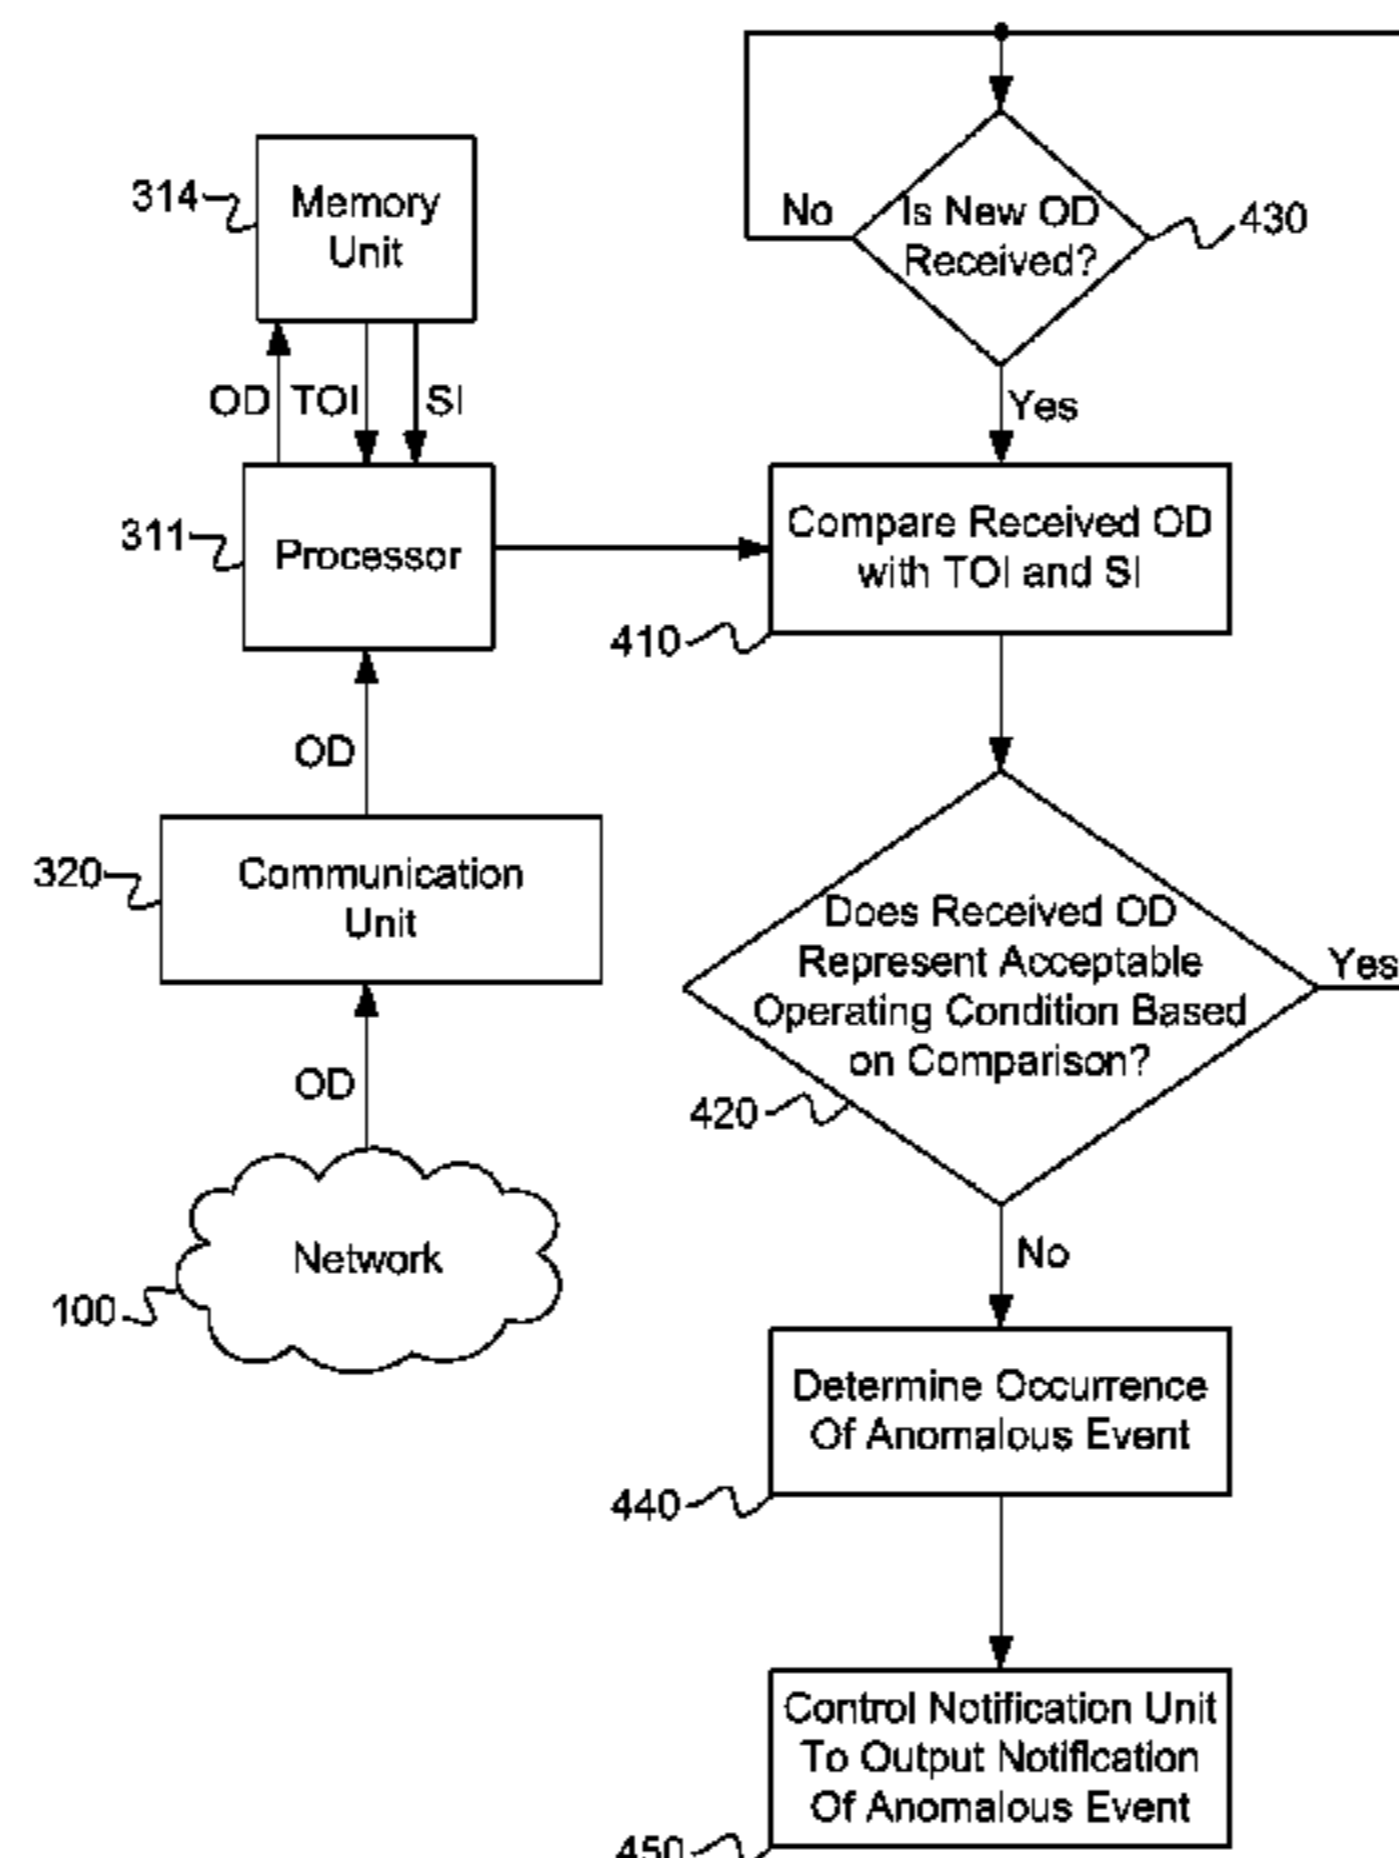 314
Memory
Unit
OD
TOI
SI
311
Processor
OD
320
Communication
Unit
OD
Network
100
No
Is New OD
Received?
430
Yes
Compare Received OD
with TOI and SI
410
Does Received OD
Represent Acceptable
Operating Condition Based
on Comparison?
Yes
420
No
Determine Occurrence
Of Anomalous Event
440
Control Notification Unit
To Output Notification
Of Anomalous Event
450